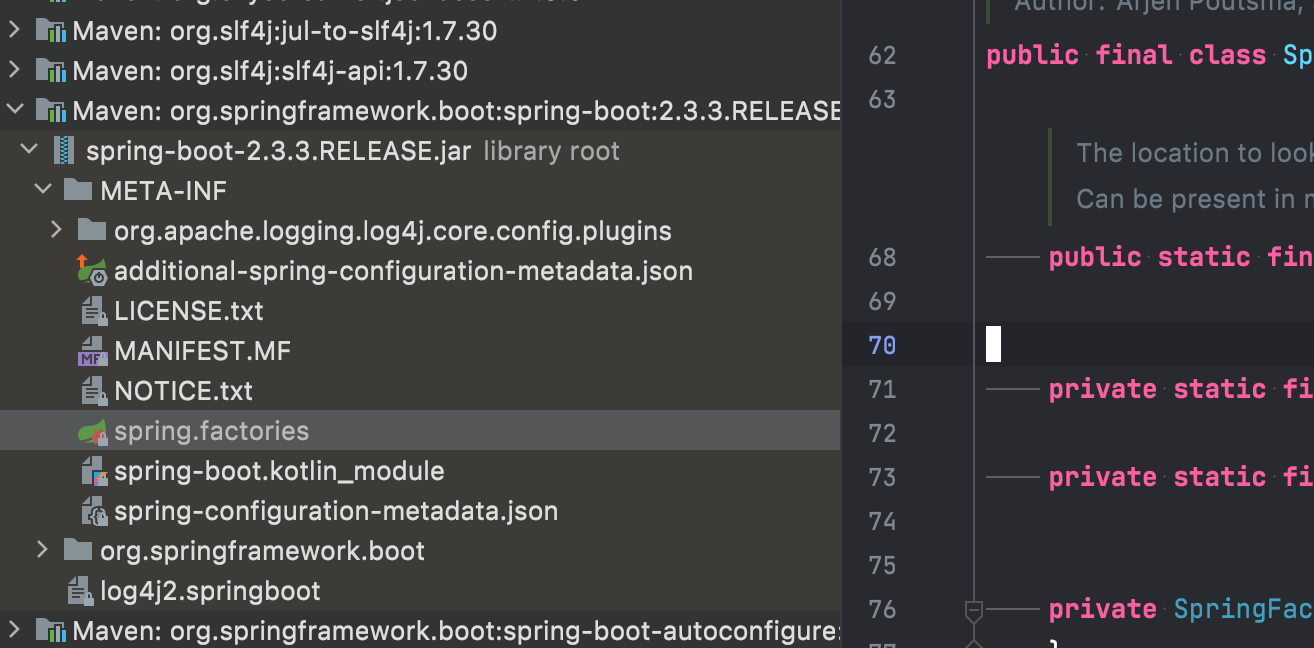 Maven: org.slf4j:jul-to-slf4j:1.7.30
Maven: org.slf4j:slf4j-api:1.7.30
Maven: org.springframework.boot:spring-boot:2.3.3.RELEASE
spring-boot-2.3.3.RELEASE.jar library root
META-INF
org.apache.logging.log4j.core.config.plugins
additional-spring-configuration-metadata.json
LICENSE.txt
MANIFEST.MF
MF
NOTICE.txt
spring.factories
spring-boot.kotlin_module
spring-configuration-metadata.json
org.springframework.boot
log4j2.springboot
Maven: org.springframework.boot:spring-boot-autoconfigure:
Author: Arjen Poutsma,
62 public final class Sp
63
The location to look
Can be present in m
68 public static fin
69
70
71 private static fi
72
73 private static fi
74
75
76 private SpringFac
77 }